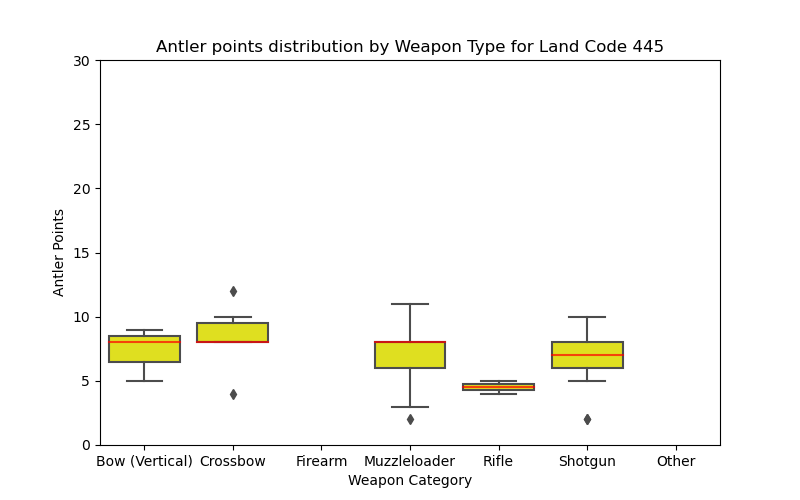 Antler points distribution by Weapon Type for Land Code 445
30
25
20
15
10
5
0
Antler Points
Bow (Vertical) Crossbow Firearm Muzzleloader Rifle Shotgun Other
Weapon Category